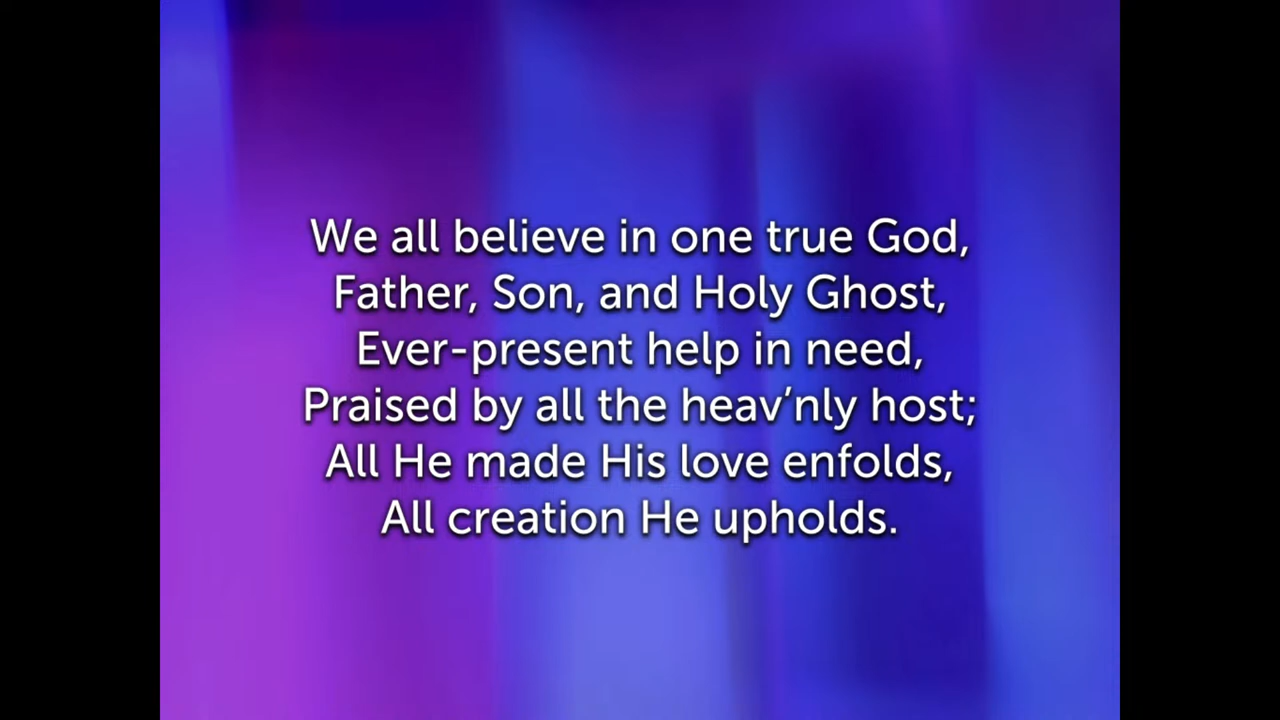 We all believe in one true God,
Father, Son, and Holy Ghost,
Ever-present help in need,
Praised by all the heav’nly host;
All He made His love enfolds,
All creation He upholds.